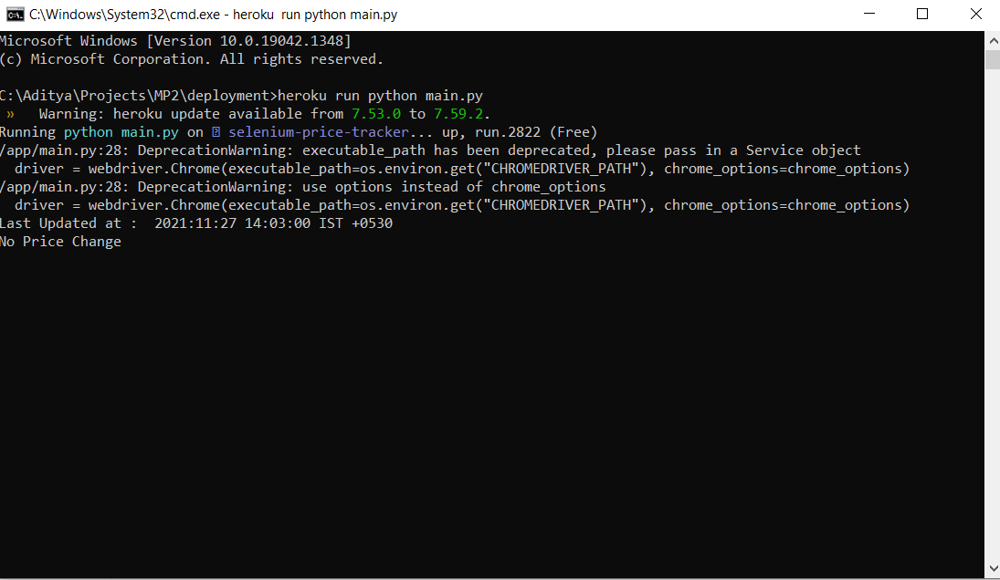 C:\Windows\System32\cmd.exe - heroku  run python main.py
Microsoft Windows [Version 10.0.19042.1348]
(c) Microsoft Corporation. All rights reserved.
C:\Aditya\Projects\MP2\deployment>heroku run python main.py
 »   Warning: heroku update available from 7.53.0 to 7.59.2.
Running python main.py on ⍰ selenium-price-tracker... up, run.2822 (Free)
/app/main.py:28: DeprecationWarning: executable_path has been deprecated, please pass in a Service object
  driver = webdriver.Chrome(executable_path=os.environ.get("CHROMEDRIVER_PATH"), chrome_options=chrome_options)
/app/main.py:28: DeprecationWarning: use options instead of chrome_options
  driver = webdriver.Chrome(executable_path=os.environ.get("CHROMEDRIVER_PATH"), chrome_options=chrome_options)
Last Updated at :  2021:11:27 14:03:00 IST +0530
No Price Change